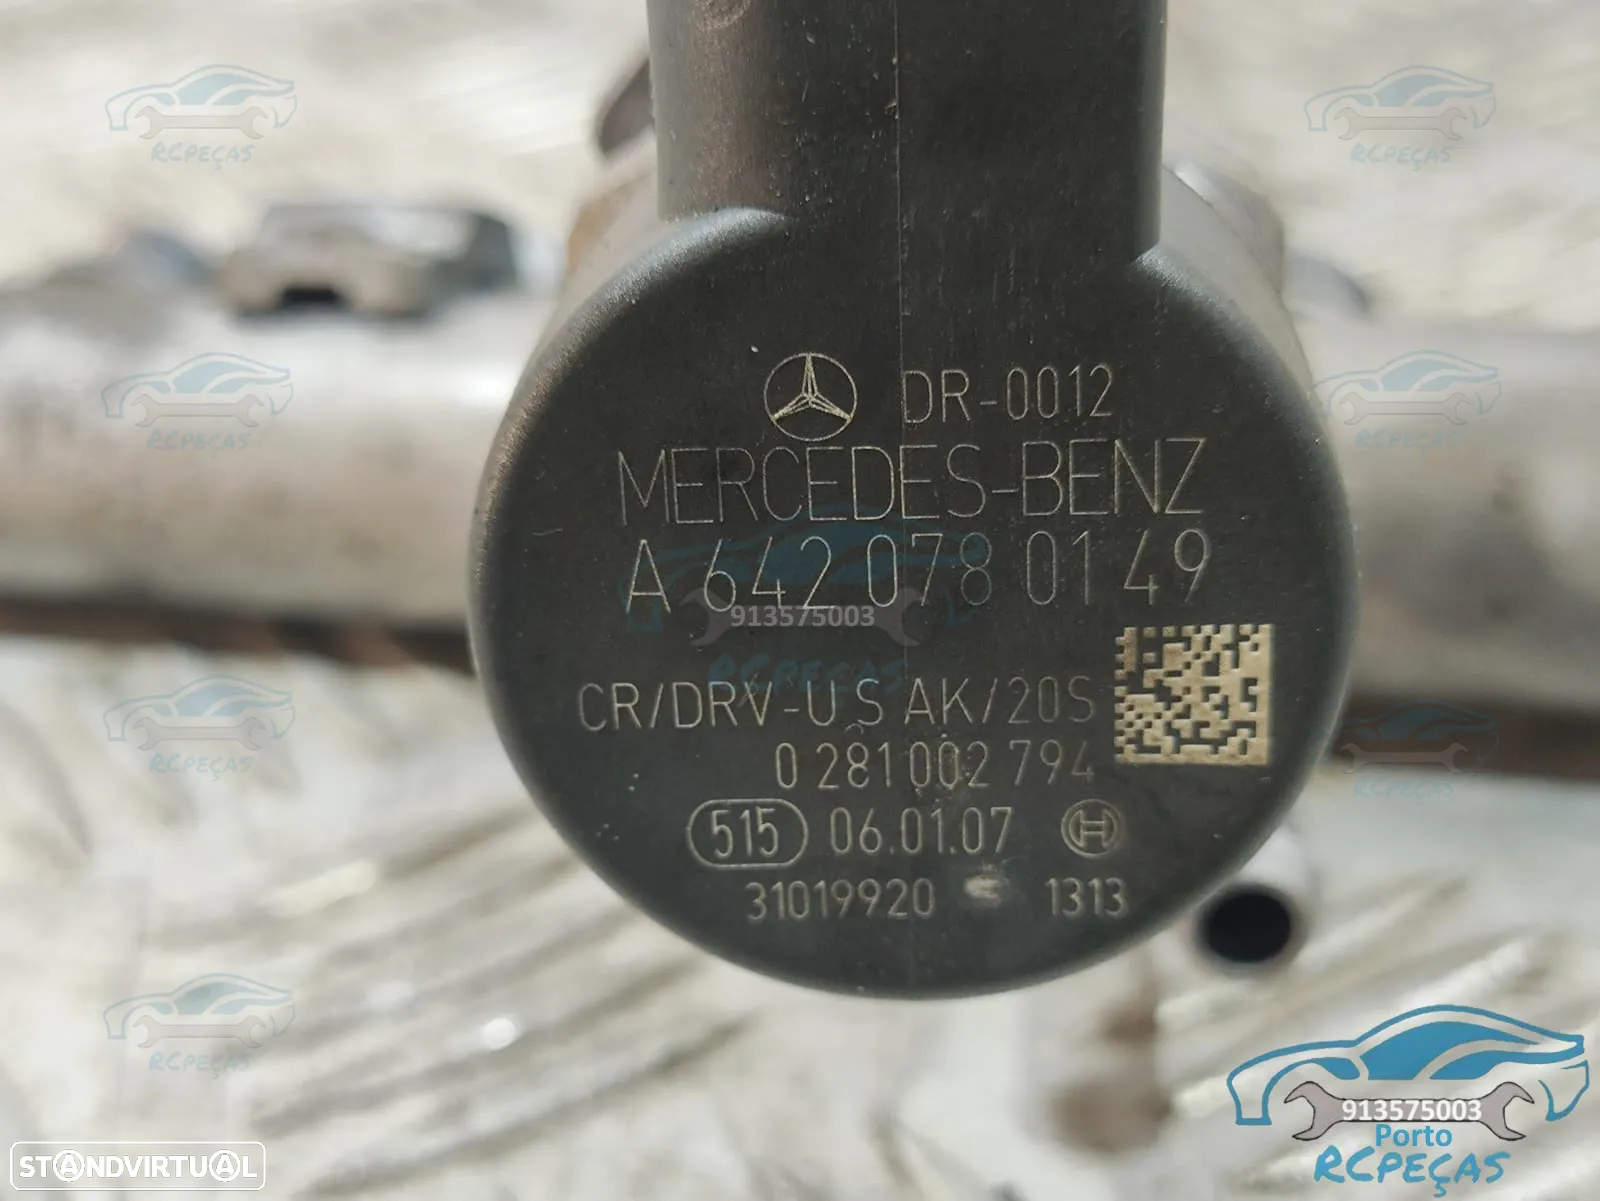 RCPEÇAS
RCPEÇAS
RCPEÇAS
RCPEÇAS
DR-0012
MERCEDES-BENZ
A 642 078 01 49
913575003
RCPEÇAS
CR/DRV-U S AK/20S
0 281 002 794
515 06.01.07
31019920 1313
RCPEÇAS
RCPEÇAS
RCPEÇAS
913575003
Porto
RCPEÇAS
STANDVIRTUAL